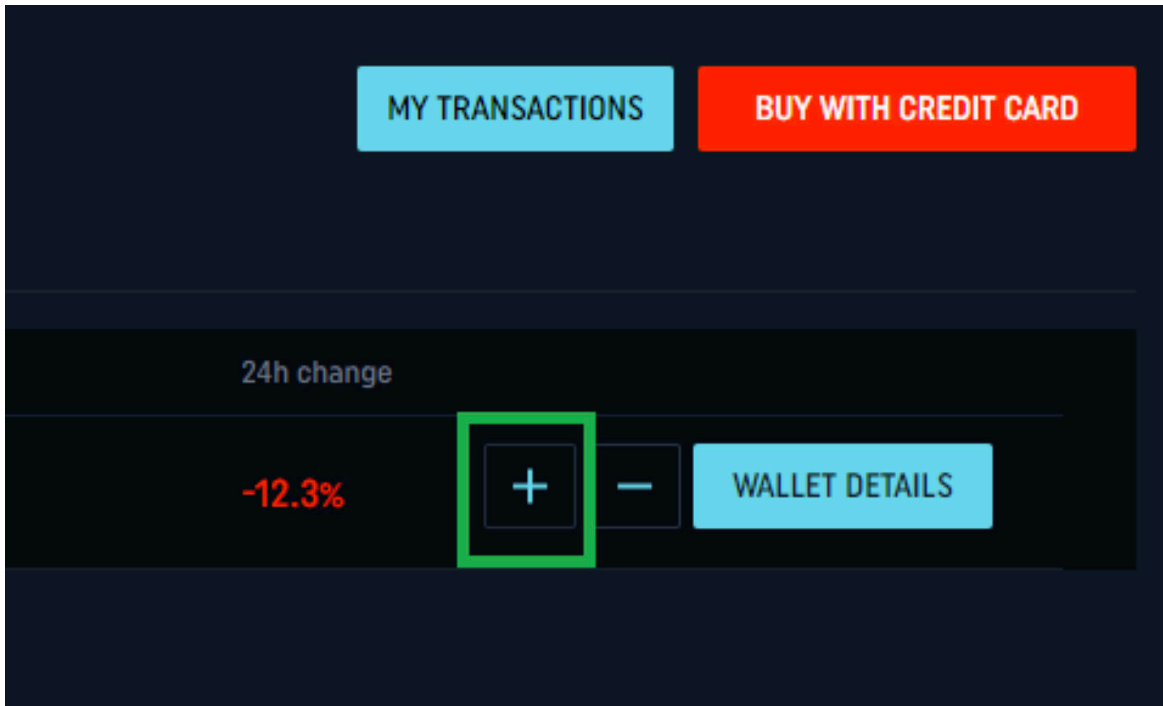 MY TRANSACTIONS BUY WITH CREDIT CARD
24h change
-12.3% + − WALLET DETAILS